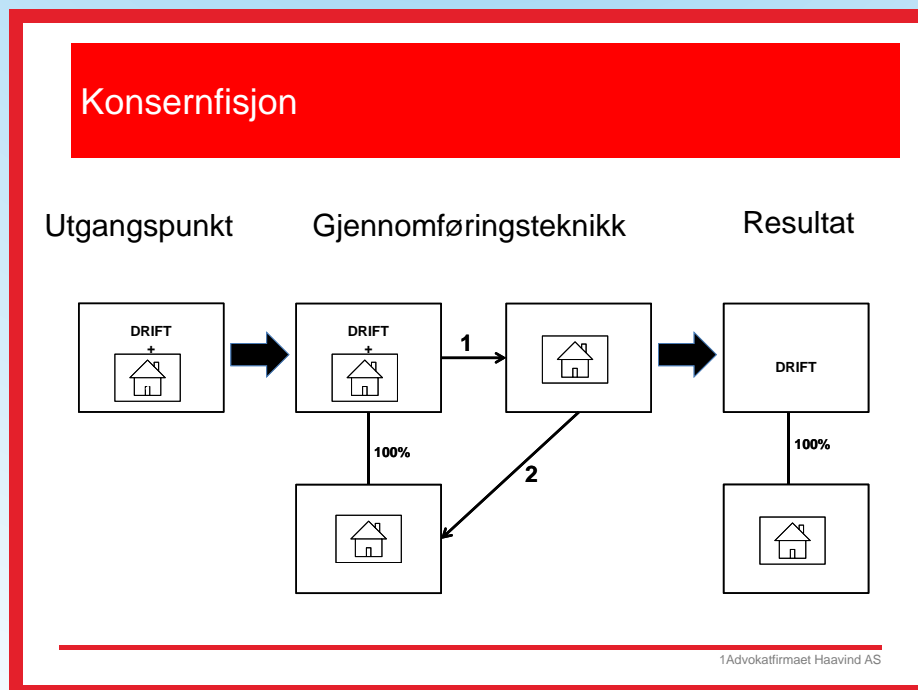 Konsernfisjon
Utgangspunkt
Gjennomføringsteknikk
Resultat
DRIFT
+
DRIFT
+
1
DRIFT
100%
2
100%
1Advokatfirmaet Haavind AS